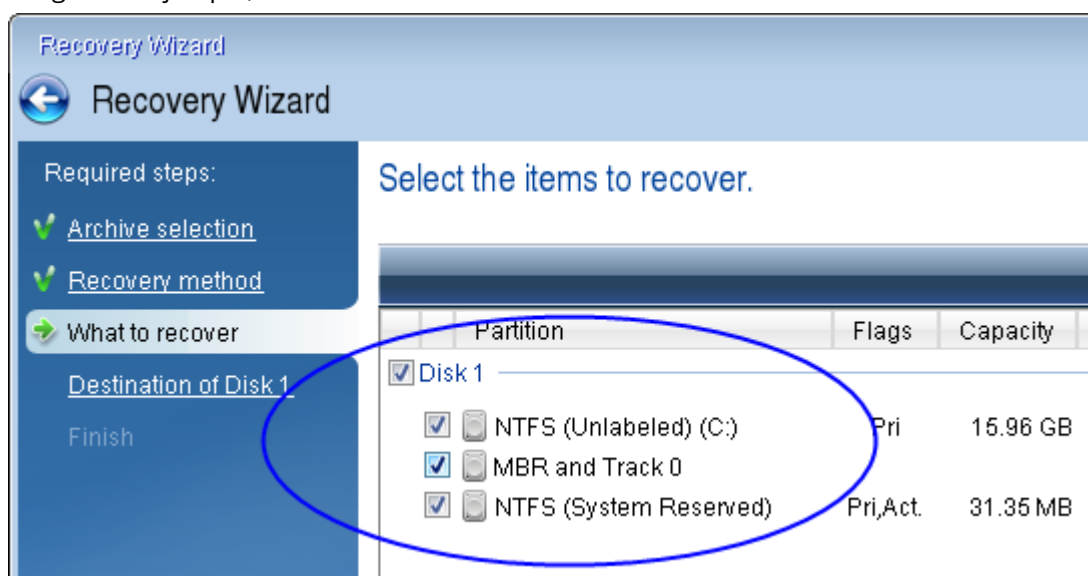 Recovery Wizard
Recovery Wizard
Required steps:
Select the items to recover.
Archive selection
Recovery method
What to recover
Partition Flags Capacity
Disk 1
Destination of Disk 1
NTFS (Unlabeled) (C:) Pri 15.96 GB
Finish
MBR and Track 0
NTFS (System Reserved) Pri,Act. 31.35 MB